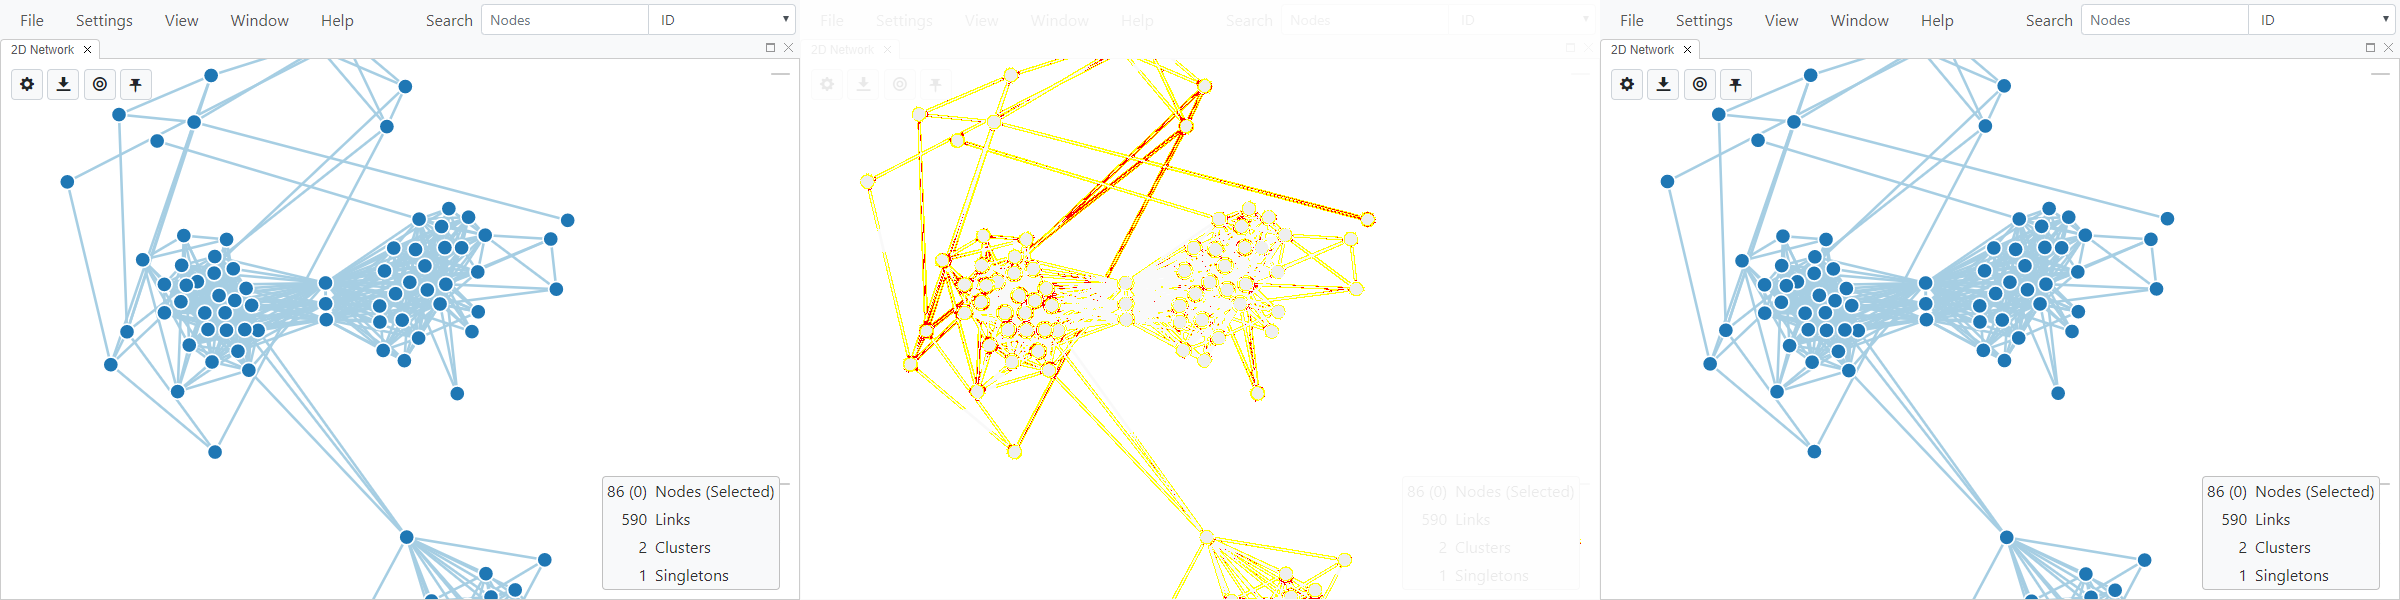 File Settings View Window Help Search Nodes ID
2D Network
86 (0) Nodes (Selected)
590 Links
2 Clusters
1 Singletons
File Settings View Window Help Search Nodes ID
2D Network
86 (0) Nodes (Selected)
590 Links
2 Clusters
1 Singletons
File Settings View Window Help Search Nodes ID
2D Network
86 (0) Nodes (Selected)
590 Links
2 Clusters
1 Singletons